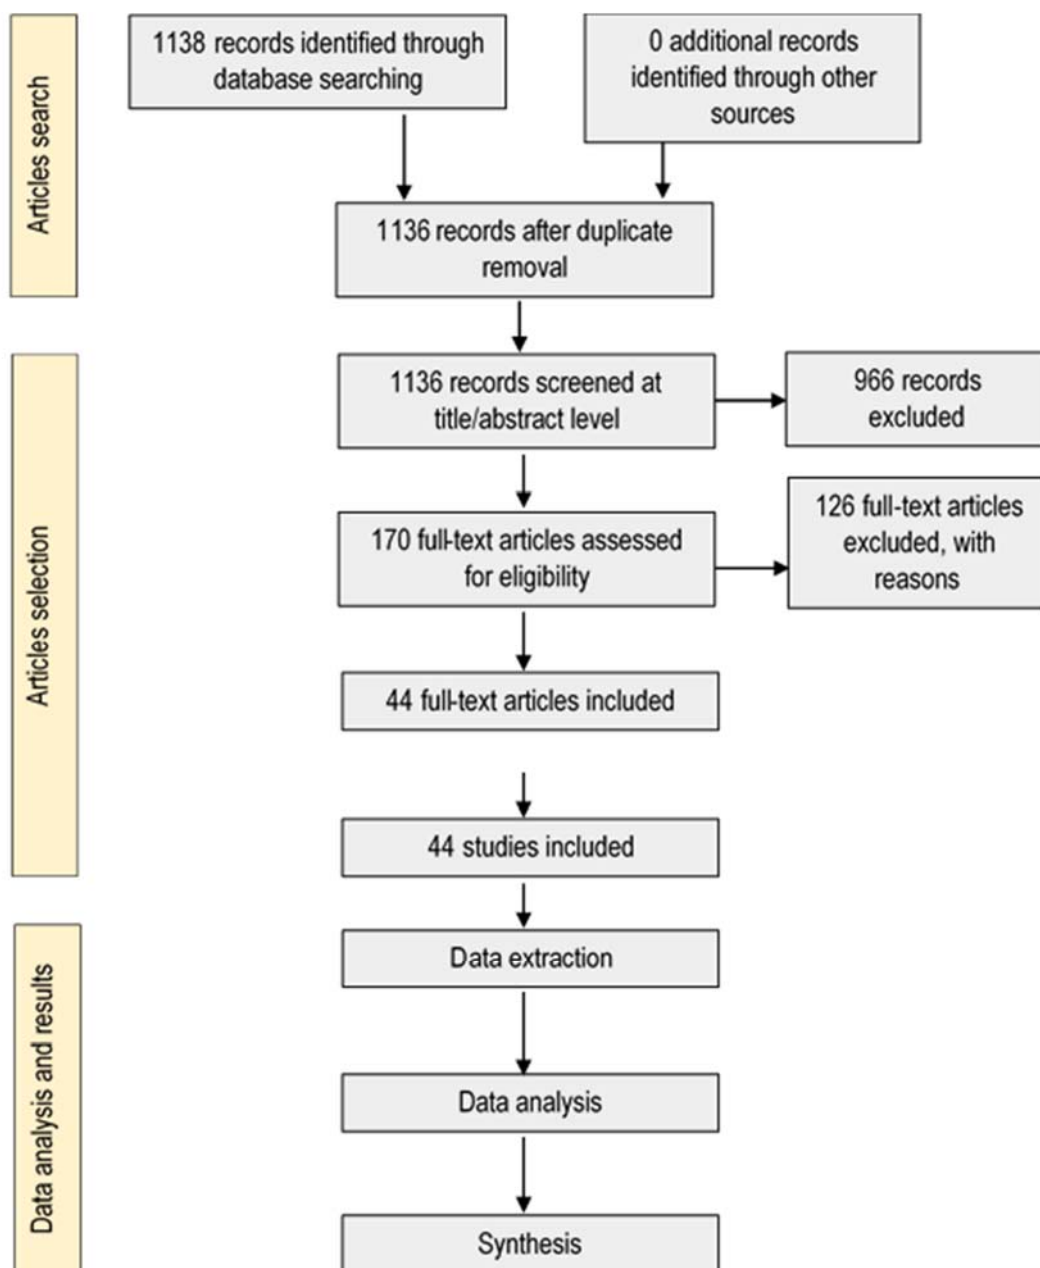 Articles search
1138 records identified through
database searching
0 additional records
identified through other
sources
1136 records after duplicate
removal
Articles selection
1136 records screened at
title/abstract level
966 records
excluded
170 full-text articles assessed
for eligibility
126 full-text articles
excluded, with
reasons
44 full-text articles included
44 studies included
Data analysis and results
Data extraction
Data analysis
Synthesis